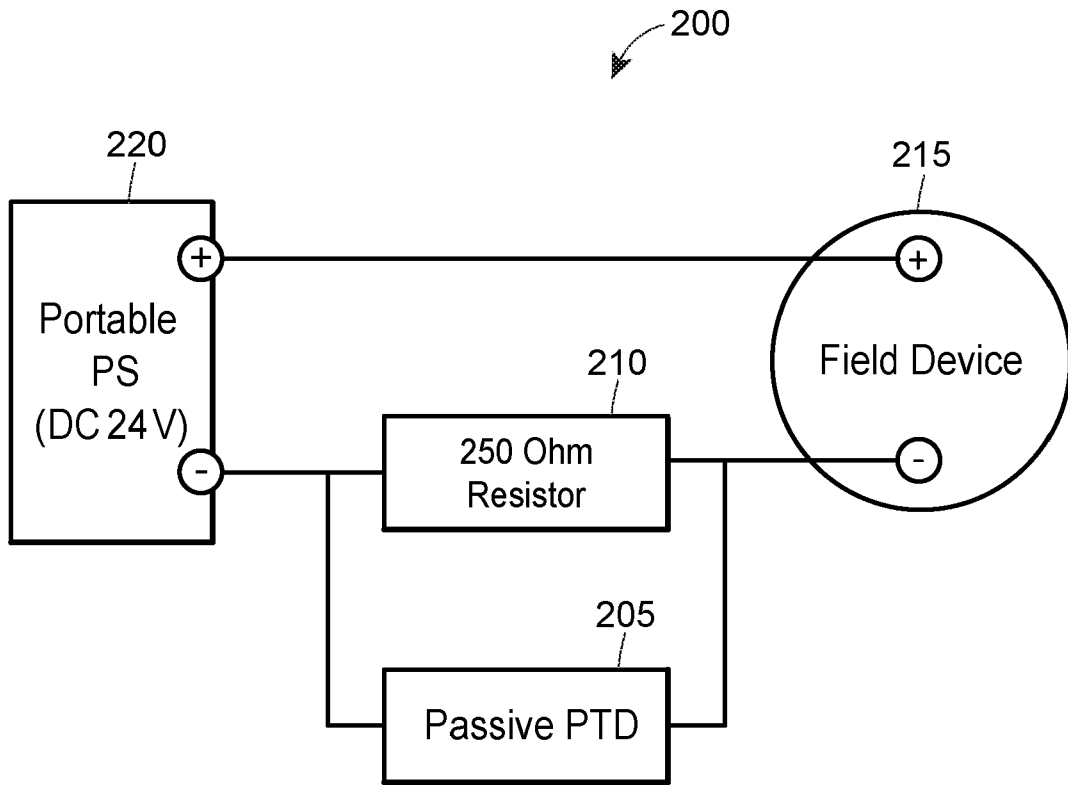 200
220
215
+
+
Portable
PS
(DC 24 V)
Field Device
210
-
250 Ohm
Resistor
-
205
Passive PTD